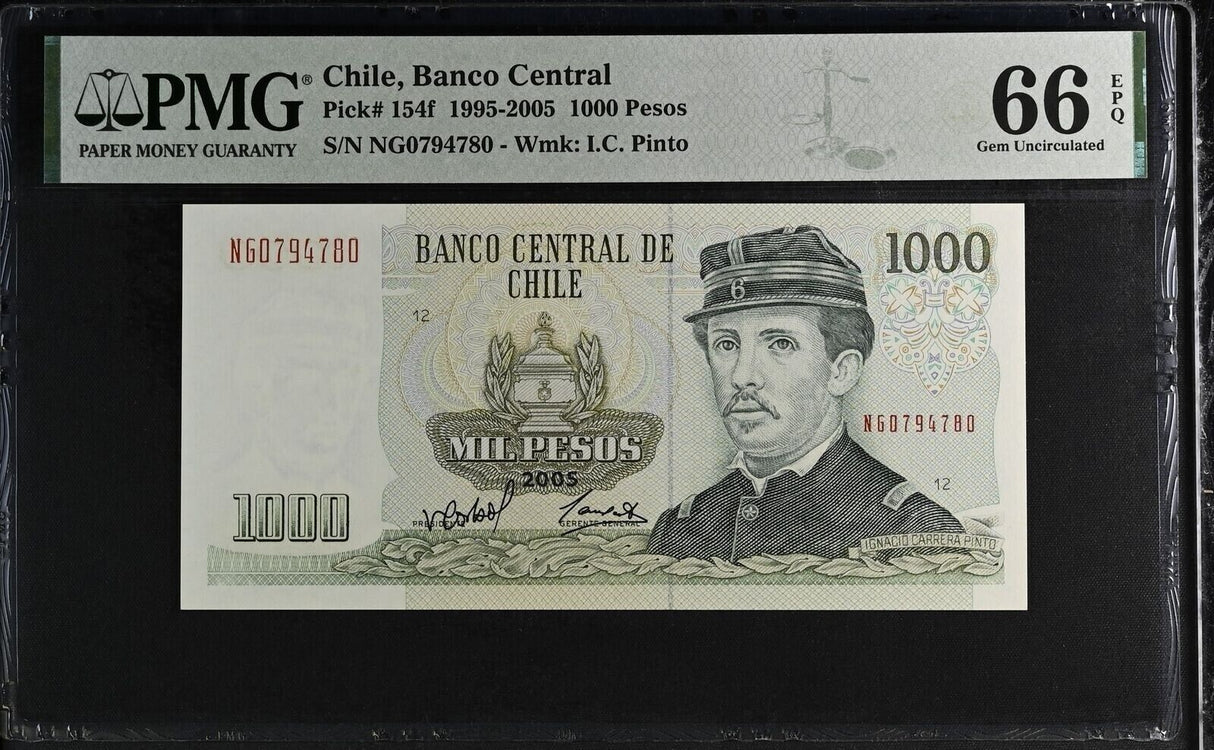 PMG®
PAPER MONEY GUARANTY
Chile, Banco Central
Pick# 154f 1995-2005 1000 Pesos
S/N NG0794780 - Wmk: I.C. Pinto
66
EPQ
Gem Uncirculated
NG0794780
BANCO CENTRAL DE
CHILE
1000
12
6
MIL PESOS
2005
NG0794780
12
1000
PRESIDENTE
GERENTE GENERAL
IGNACIO CARRERA PINTO